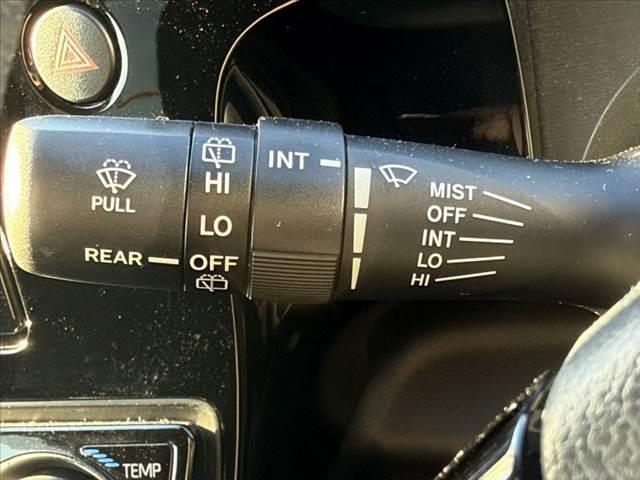 PULL
REAR
HI
LO
OFF
INT
MIST
OFF
INT
LO
HI
TEMP